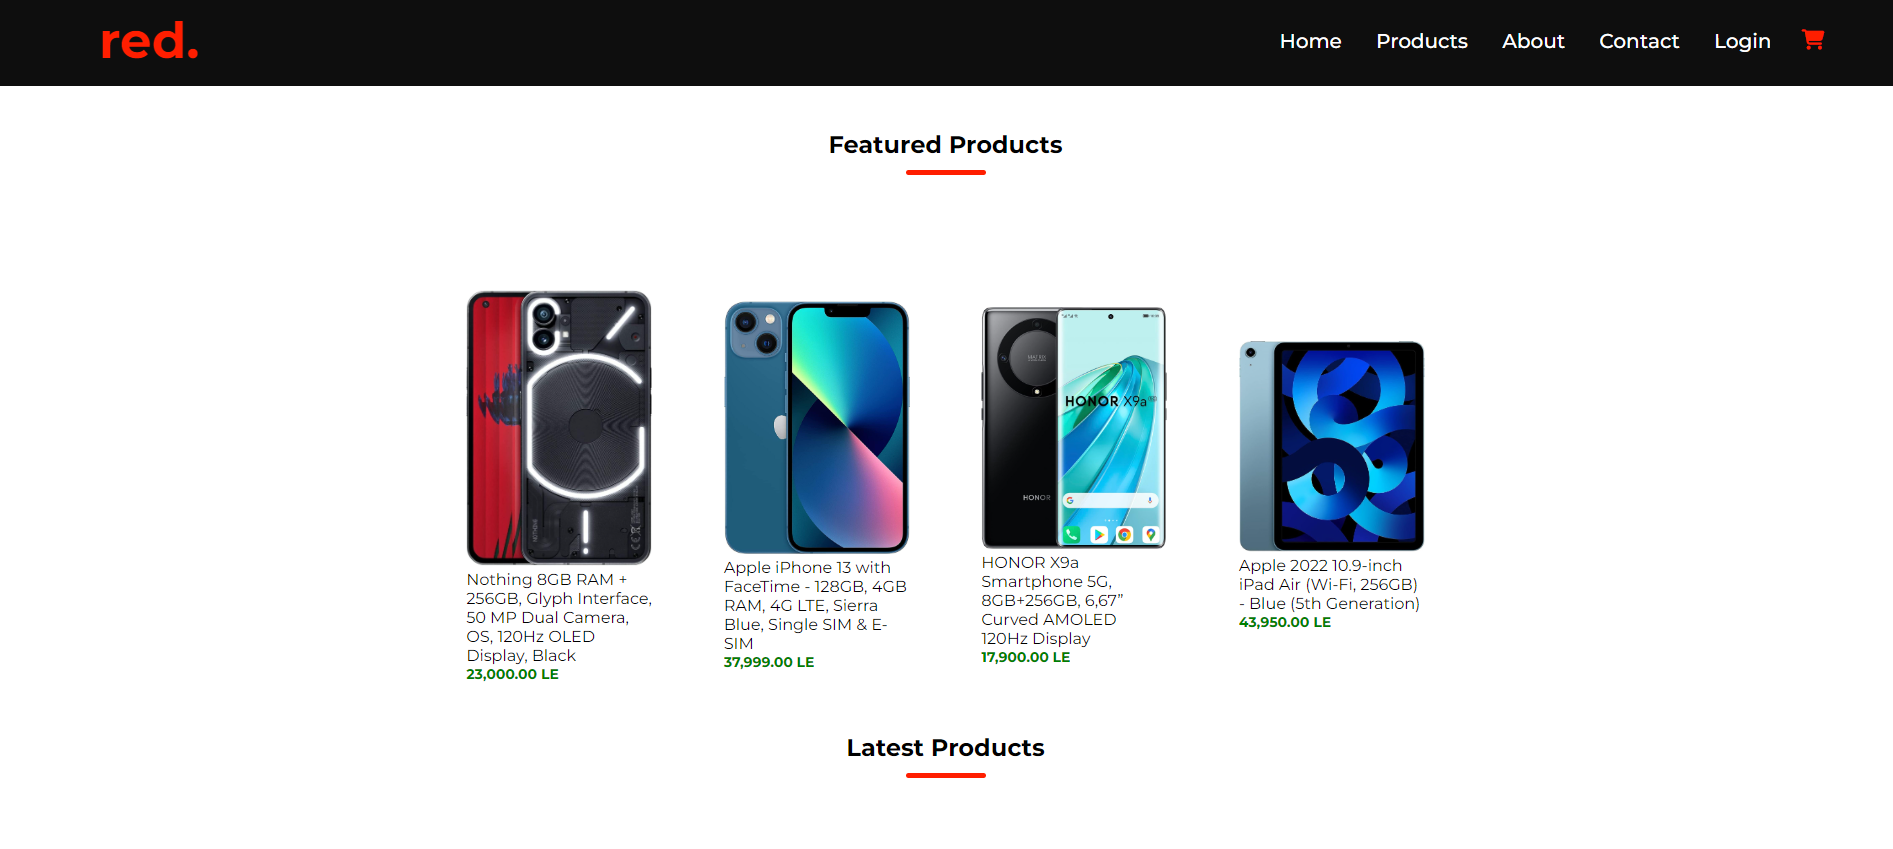 red.
Home Products About Contact Login
Featured Products
MATRIX
HONOR X9a
HONOR
Nothing 8GB RAM +
256GB, Glyph Interface,
50 MP Dual Camera,
OS, 120Hz OLED
Display, Black
23,000.00 LE
Apple iPhone 13 with
FaceTime - 128GB, 4GB
RAM, 4G LTE, Sierra
Blue, Single SIM & E-
SIM
37,999.00 LE
HONOR X9a
Smartphone 5G,
8GB+256GB, 6,67”
Curved AMOLED
120Hz Display
17,900.00 LE
Apple 2022 10.9-inch
iPad Air (Wi-Fi, 256GB)
- Blue (5th Generation)
43,950.00 LE
Latest Products